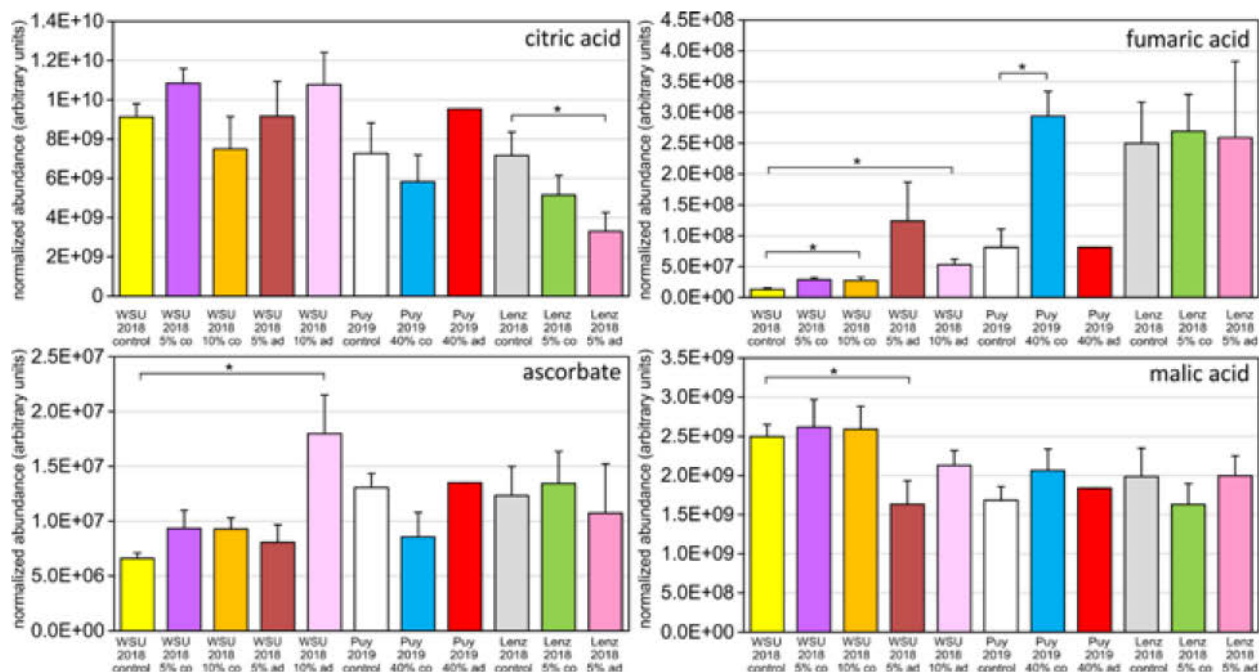 normalized abundance (arbitrary units)
1.4E+10
1.2E+10
1E+10
8E+09
6E+09
4E+09
2E+09
0
citric acid
*
WSU WSU WSU WSU WSU Puy Puy Puy Lenz Lenz Lenz
2018 2018 2018 2018 2018 2019 2019 2019 2018 2018 2018
control 5% co 10% co 5% ad 10% ad control 40% co 40% ad control 5% co 5% ad
normalized abundance (arbitrary units)
4.5E+08
4.0E+08
3.5E+08
3.0E+08
2.5E+08
2.0E+08
1.5E+08
1.0E+08
5.0E+07
0.0E+00
fumaric acid
*
*
*
WSU WSU WSU WSU WSU Puy Puy Puy Lenz Lenz Lenz
2018 2018 2018 2018 2018 2019 2019 2019 2018 2018 2018
control 5% co 10% co 5% ad 10% ad control 40% co 40% ad control 5% co 5% ad
normalized abundance (arbitrary units)
2.5E+07
2.0E+07
1.5E+07
1.0E+07
5.0E+06
0.0E+00
ascorbate
*
WSU WSU WSU WSU WSU Puy Puy Puy Lenz Lenz Lenz
2018 2018 2018 2018 2018 2019 2019 2019 2018 2018 2018
control 5% co 10% co 5% ad 10% ad control 40% co 40% ad control 5% co 5% ad
normalized abundance (arbitrary units)
3.5E+09
3.0E+09
2.5E+09
2.0E+09
1.5E+09
1.0E+09
5.0E+08
0.0E+00
malic acid
*
WSU WSU WSU WSU WSU Puy Puy Puy Lenz Lenz Lenz
2018 2018 2018 2018 2018 2019 2019 2019 2018 2018 2018
control 5% co 10% co 5% ad 10% ad control 40% co 40% ad control 5% co 5% ad